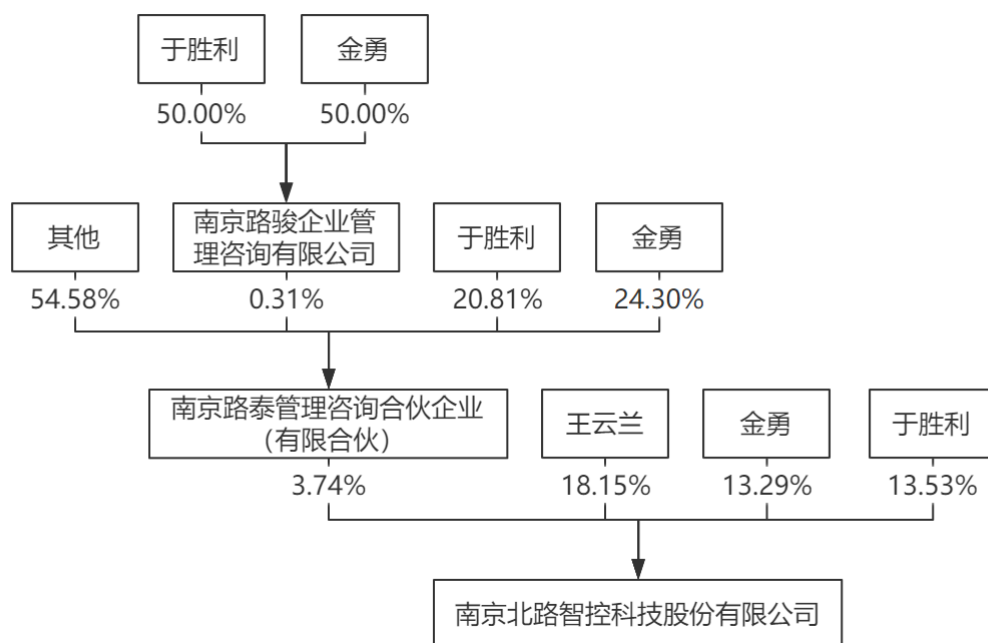 于胜利
金勇
50.00%
50.00%
其他
南京路骏企业管
理咨询有限公司
于胜利
金勇
54.58%
0.31%
20.81%
24.30%
南京路泰管理咨询合伙企业
（有限合伙）
王云兰
金勇
于胜利
3.74%
18.15%
13.29%
13.53%
南京北路智控科技股份有限公司